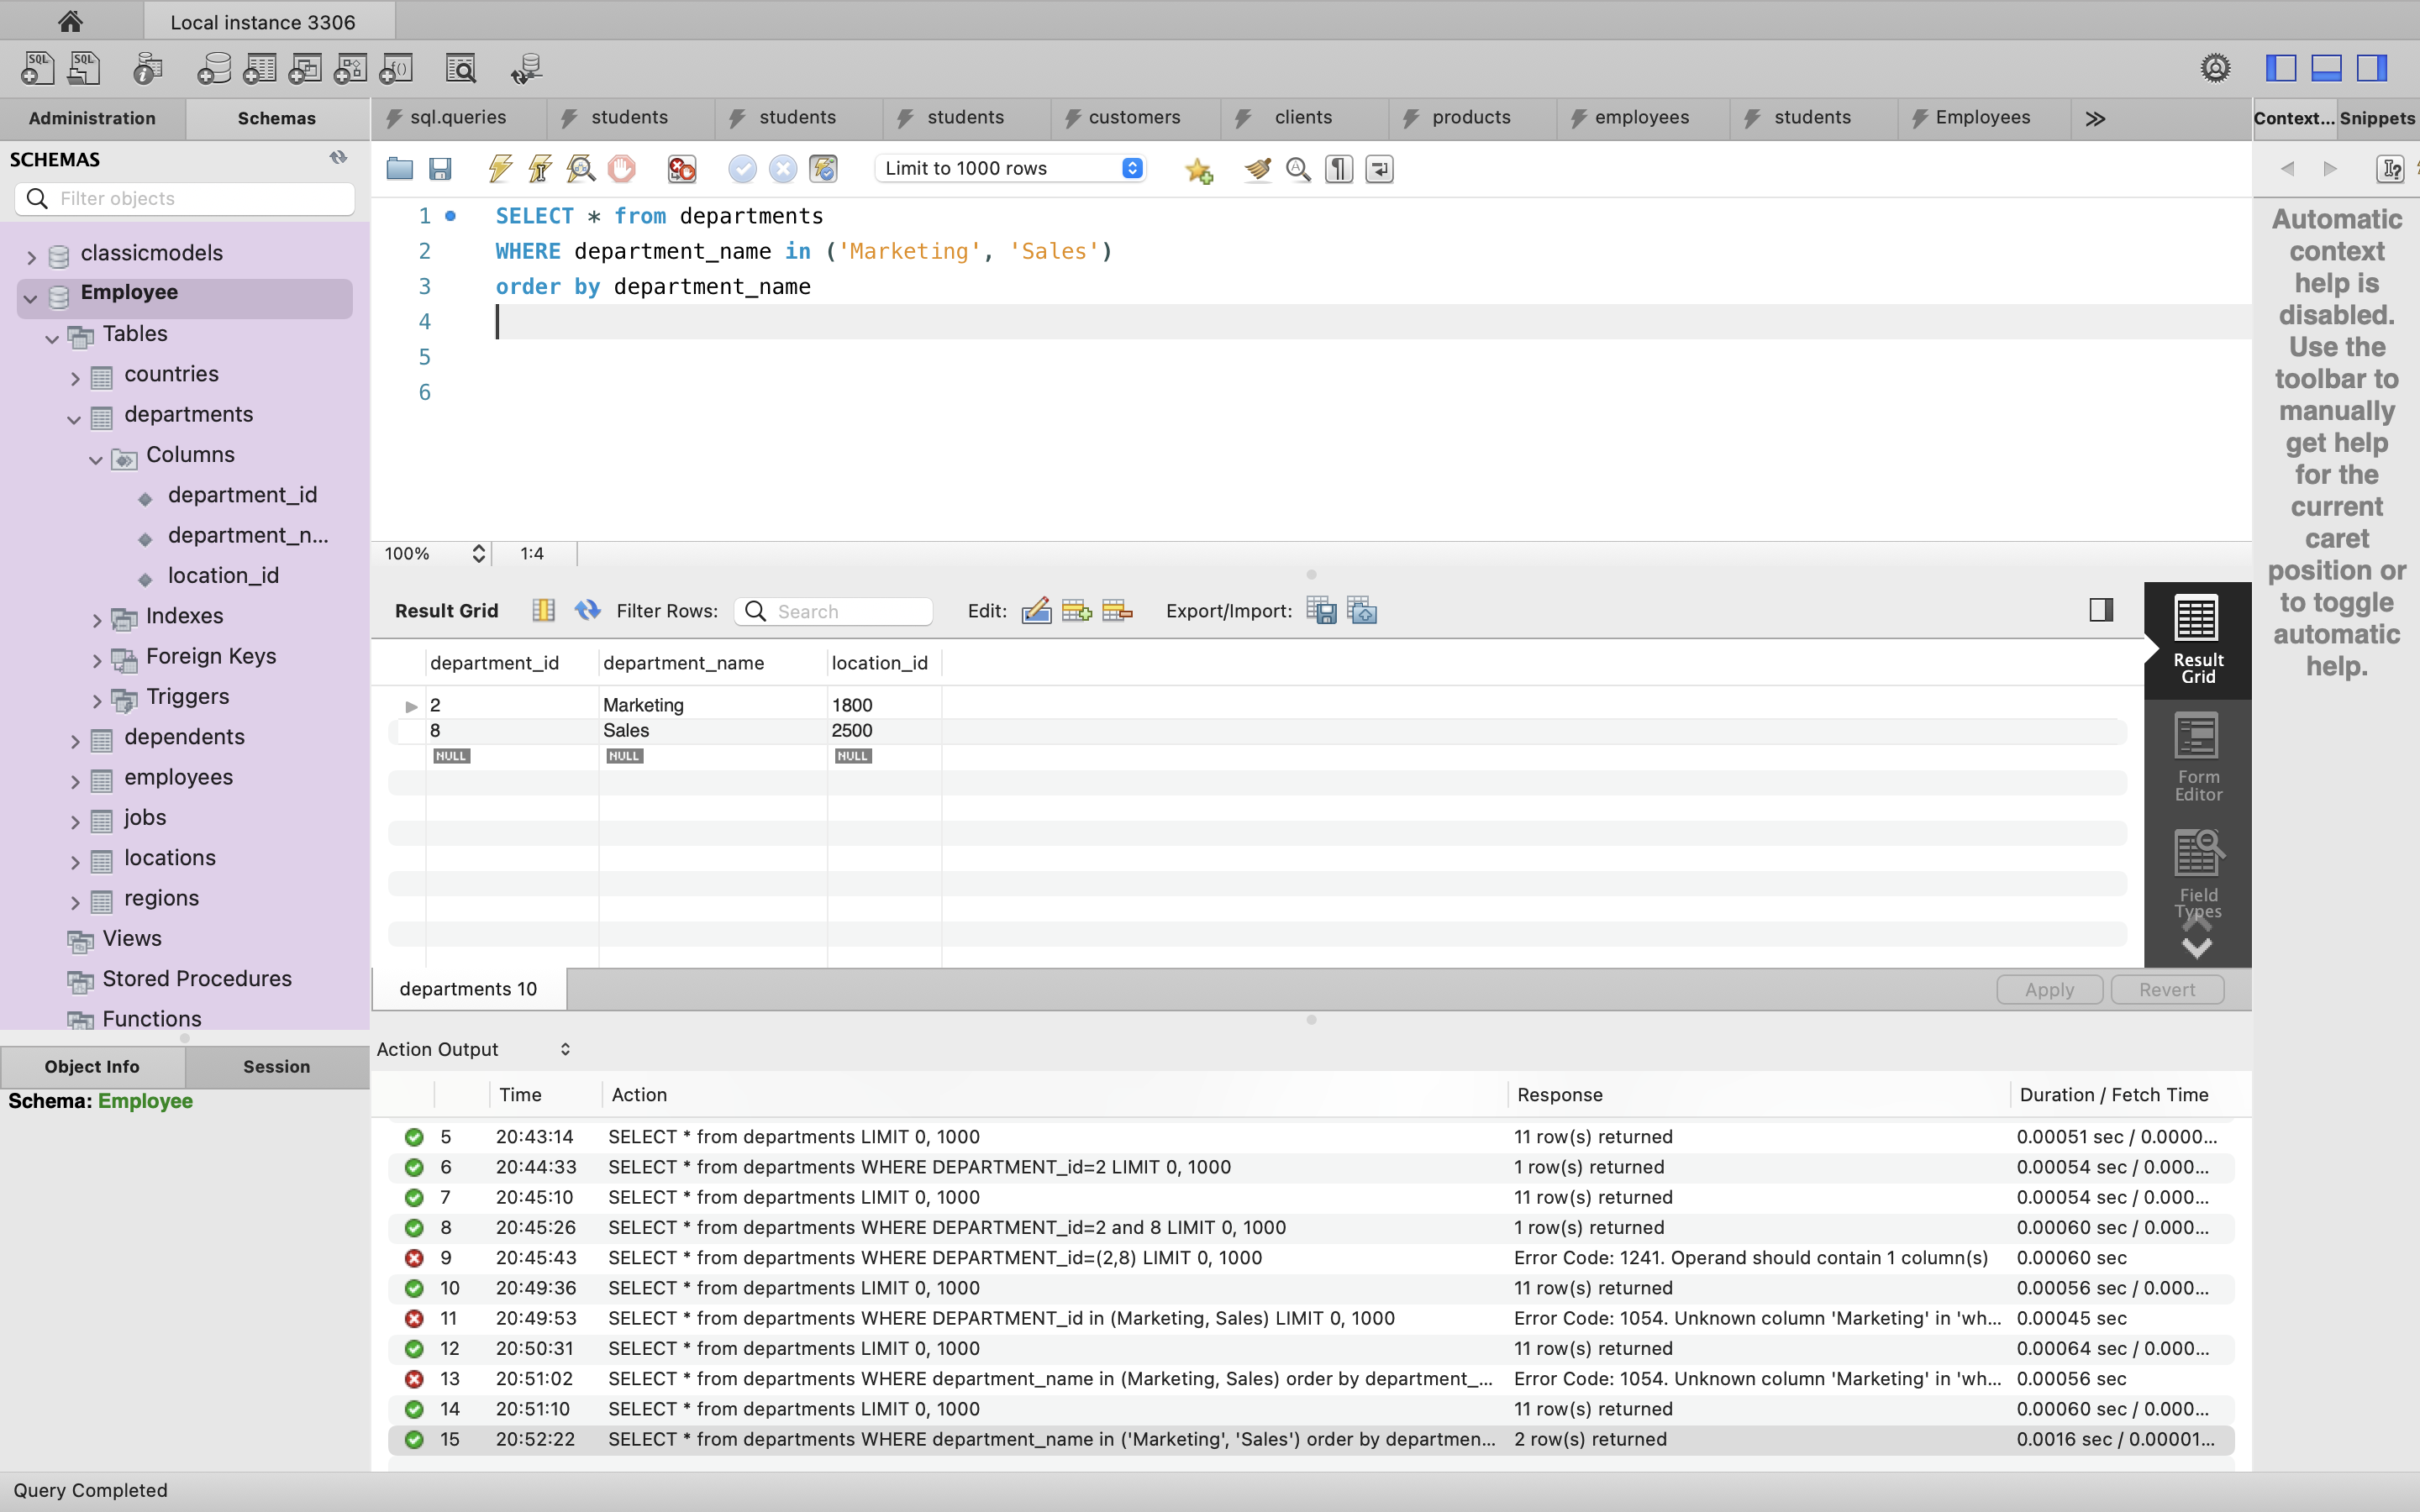 Local instance 3306
SQL SQL
Administration Schemas
sql.queries students students students customers clients products employees students Employees
Context... Snippets
SCHEMAS
Filter objects
classicmodels
Employee
Tables
countries
departments
Columns
department_id
department_n...
location_id
Indexes
Foreign Keys
Triggers
dependents
employees
jobs
locations
regions
Views
Stored Procedures
Functions
Object Info Session
Schema: Employee
Limit to 1000 rows
1 SELECT * from departments
2 WHERE department_name in ('Marketing', 'Sales')
3 order by department_name
4
5
6
100% 1:4
Result Grid Filter Rows: Search Edit: Export/Import:
department_id department_name location_id
2 Marketing 1800
8 Sales 2500
NULL NULL NULL
Result
Grid
Form
Editor
Field
Types
departments 10 Apply Revert
Action Output
Time Action Response Duration / Fetch Time
5 20:43:14 SELECT * from departments LIMIT 0, 1000 11 row(s) returned 0.00051 sec / 0.0000...
6 20:44:33 SELECT * from departments WHERE DEPARTMENT_id=2 LIMIT 0, 1000 1 row(s) returned 0.00054 sec / 0.000...
7 20:45:10 SELECT * from departments LIMIT 0, 1000 11 row(s) returned 0.00054 sec / 0.000...
8 20:45:26 SELECT * from departments WHERE DEPARTMENT_id=2 and 8 LIMIT 0, 1000 1 row(s) returned 0.00060 sec / 0.000...
9 20:45:43 SELECT * from departments WHERE DEPARTMENT_id=(2,8) LIMIT 0, 1000 Error Code: 1241. Operand should contain 1 column(s) 0.00060 sec
10 20:49:36 SELECT * from departments LIMIT 0, 1000 11 row(s) returned 0.00056 sec / 0.000...
11 20:49:53 SELECT * from departments WHERE DEPARTMENT_id in (Marketing, Sales) LIMIT 0, 1000 Error Code: 1054. Unknown column 'Marketing' in 'wh... 0.00045 sec
12 20:50:31 SELECT * from departments LIMIT 0, 1000 11 row(s) returned 0.00064 sec / 0.000...
13 20:51:02 SELECT * from departments WHERE department_name in (Marketing, Sales) order by department_... Error Code: 1054. Unknown column 'Marketing' in 'wh... 0.00056 sec
14 20:51:10 SELECT * from departments LIMIT 0, 1000 11 row(s) returned 0.00060 sec / 0.000...
15 20:52:22 SELECT * from departments WHERE department_name in ('Marketing', 'Sales') order by departmen... 2 row(s) returned 0.0016 sec / 0.00001...
Automatic
context
help is
disabled.
Use the
toolbar to
manually
get help
for the
current
caret
position or
to toggle
automatic
help.
Query Completed